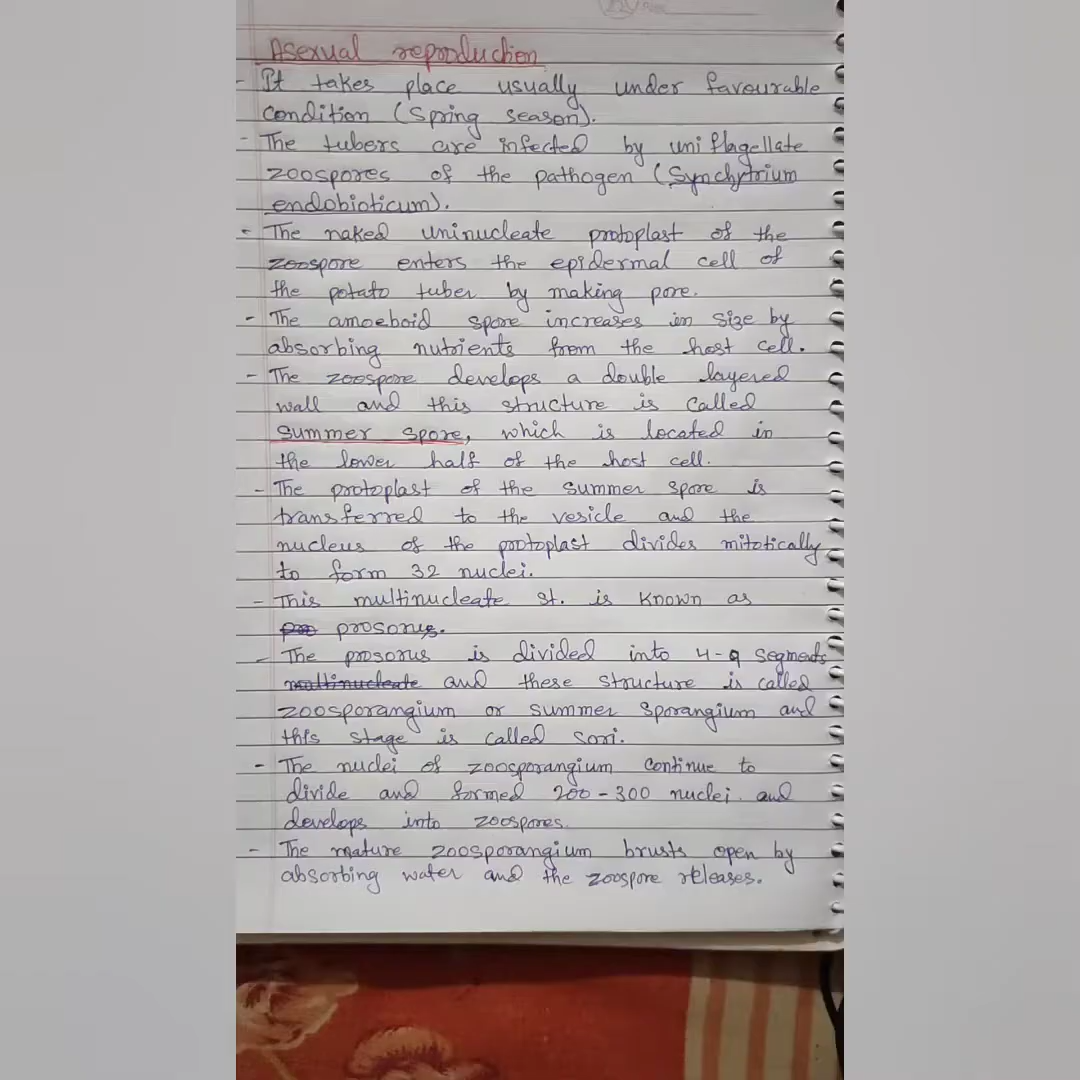 Asexual reproduction
- It takes place usually under favourable
condition (Spring season).
- The tubers are infected by uniflagellate
zoospores of the pathogen (Synchytrium
endobioticum).
- The naked uninucleate protoplast of the
zoospore enters the epidermal cell of
the potato tuber by making pore.
- The amoeboid spore increases in size by
absorbing nutrients from the host cell.
- The zoospore develops a double layered
wall and this structure is called
summer spore, which is located in
the lower half of the host cell.
- The protoplast of the summer spore is
transferred to the vesicle and the
nucleus of the protoplast divides mitotically
to form 32 nuclei.
- This multinucleate st. is known as
prosorus.
- The prosorus is divided into 4-9 segments
multinucleate and these structure is called
zoosporangium or summer sporangium and
this stage is called sori.
- The nuclei of zoosporangium continue to
divide and formed 200-300 nuclei and
develops into zoospores.
- The mature zoosporangium brusts open by
absorbing water and the zoospore releases.